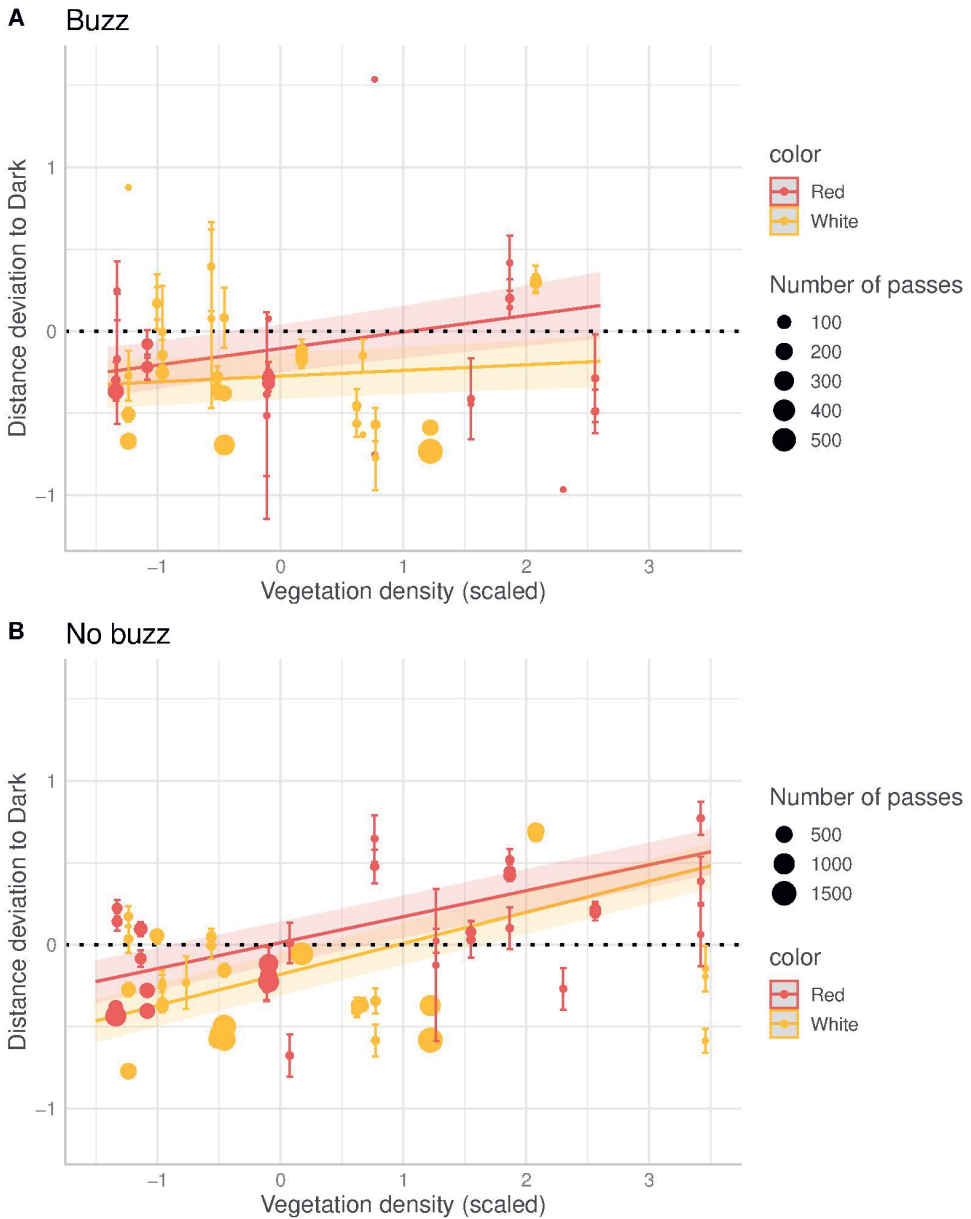 A Buzz
Distance deviation to Dark
1
0
−1
−1 0 1 2 3
Vegetation density (scaled)
color
Red
White
Number of passes
100
200
300
400
500
B No buzz
Distance deviation to Dark
1
0
−1
−1 0 1 2 3
Vegetation density (scaled)
Number of passes
500
1000
1500
color
Red
White